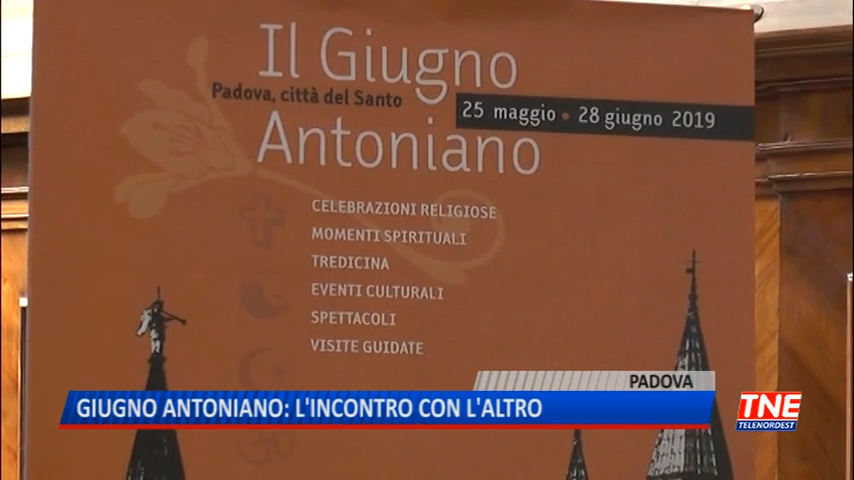 Il Giugno
Padova, città del Santo
25 maggio • 28 giugno 2019
Antoniano
CELEBRAZIONI RELIGIOSE
MOMENTI SPIRITUALI
TREDICINA
EVENTI CULTURALI
SPETTACOLI
VISITE GUIDATE
PADOVA
GIUGNO ANTONIANO: L'INCONTRO CON L'ALTRO
TNE
TELENORDEST